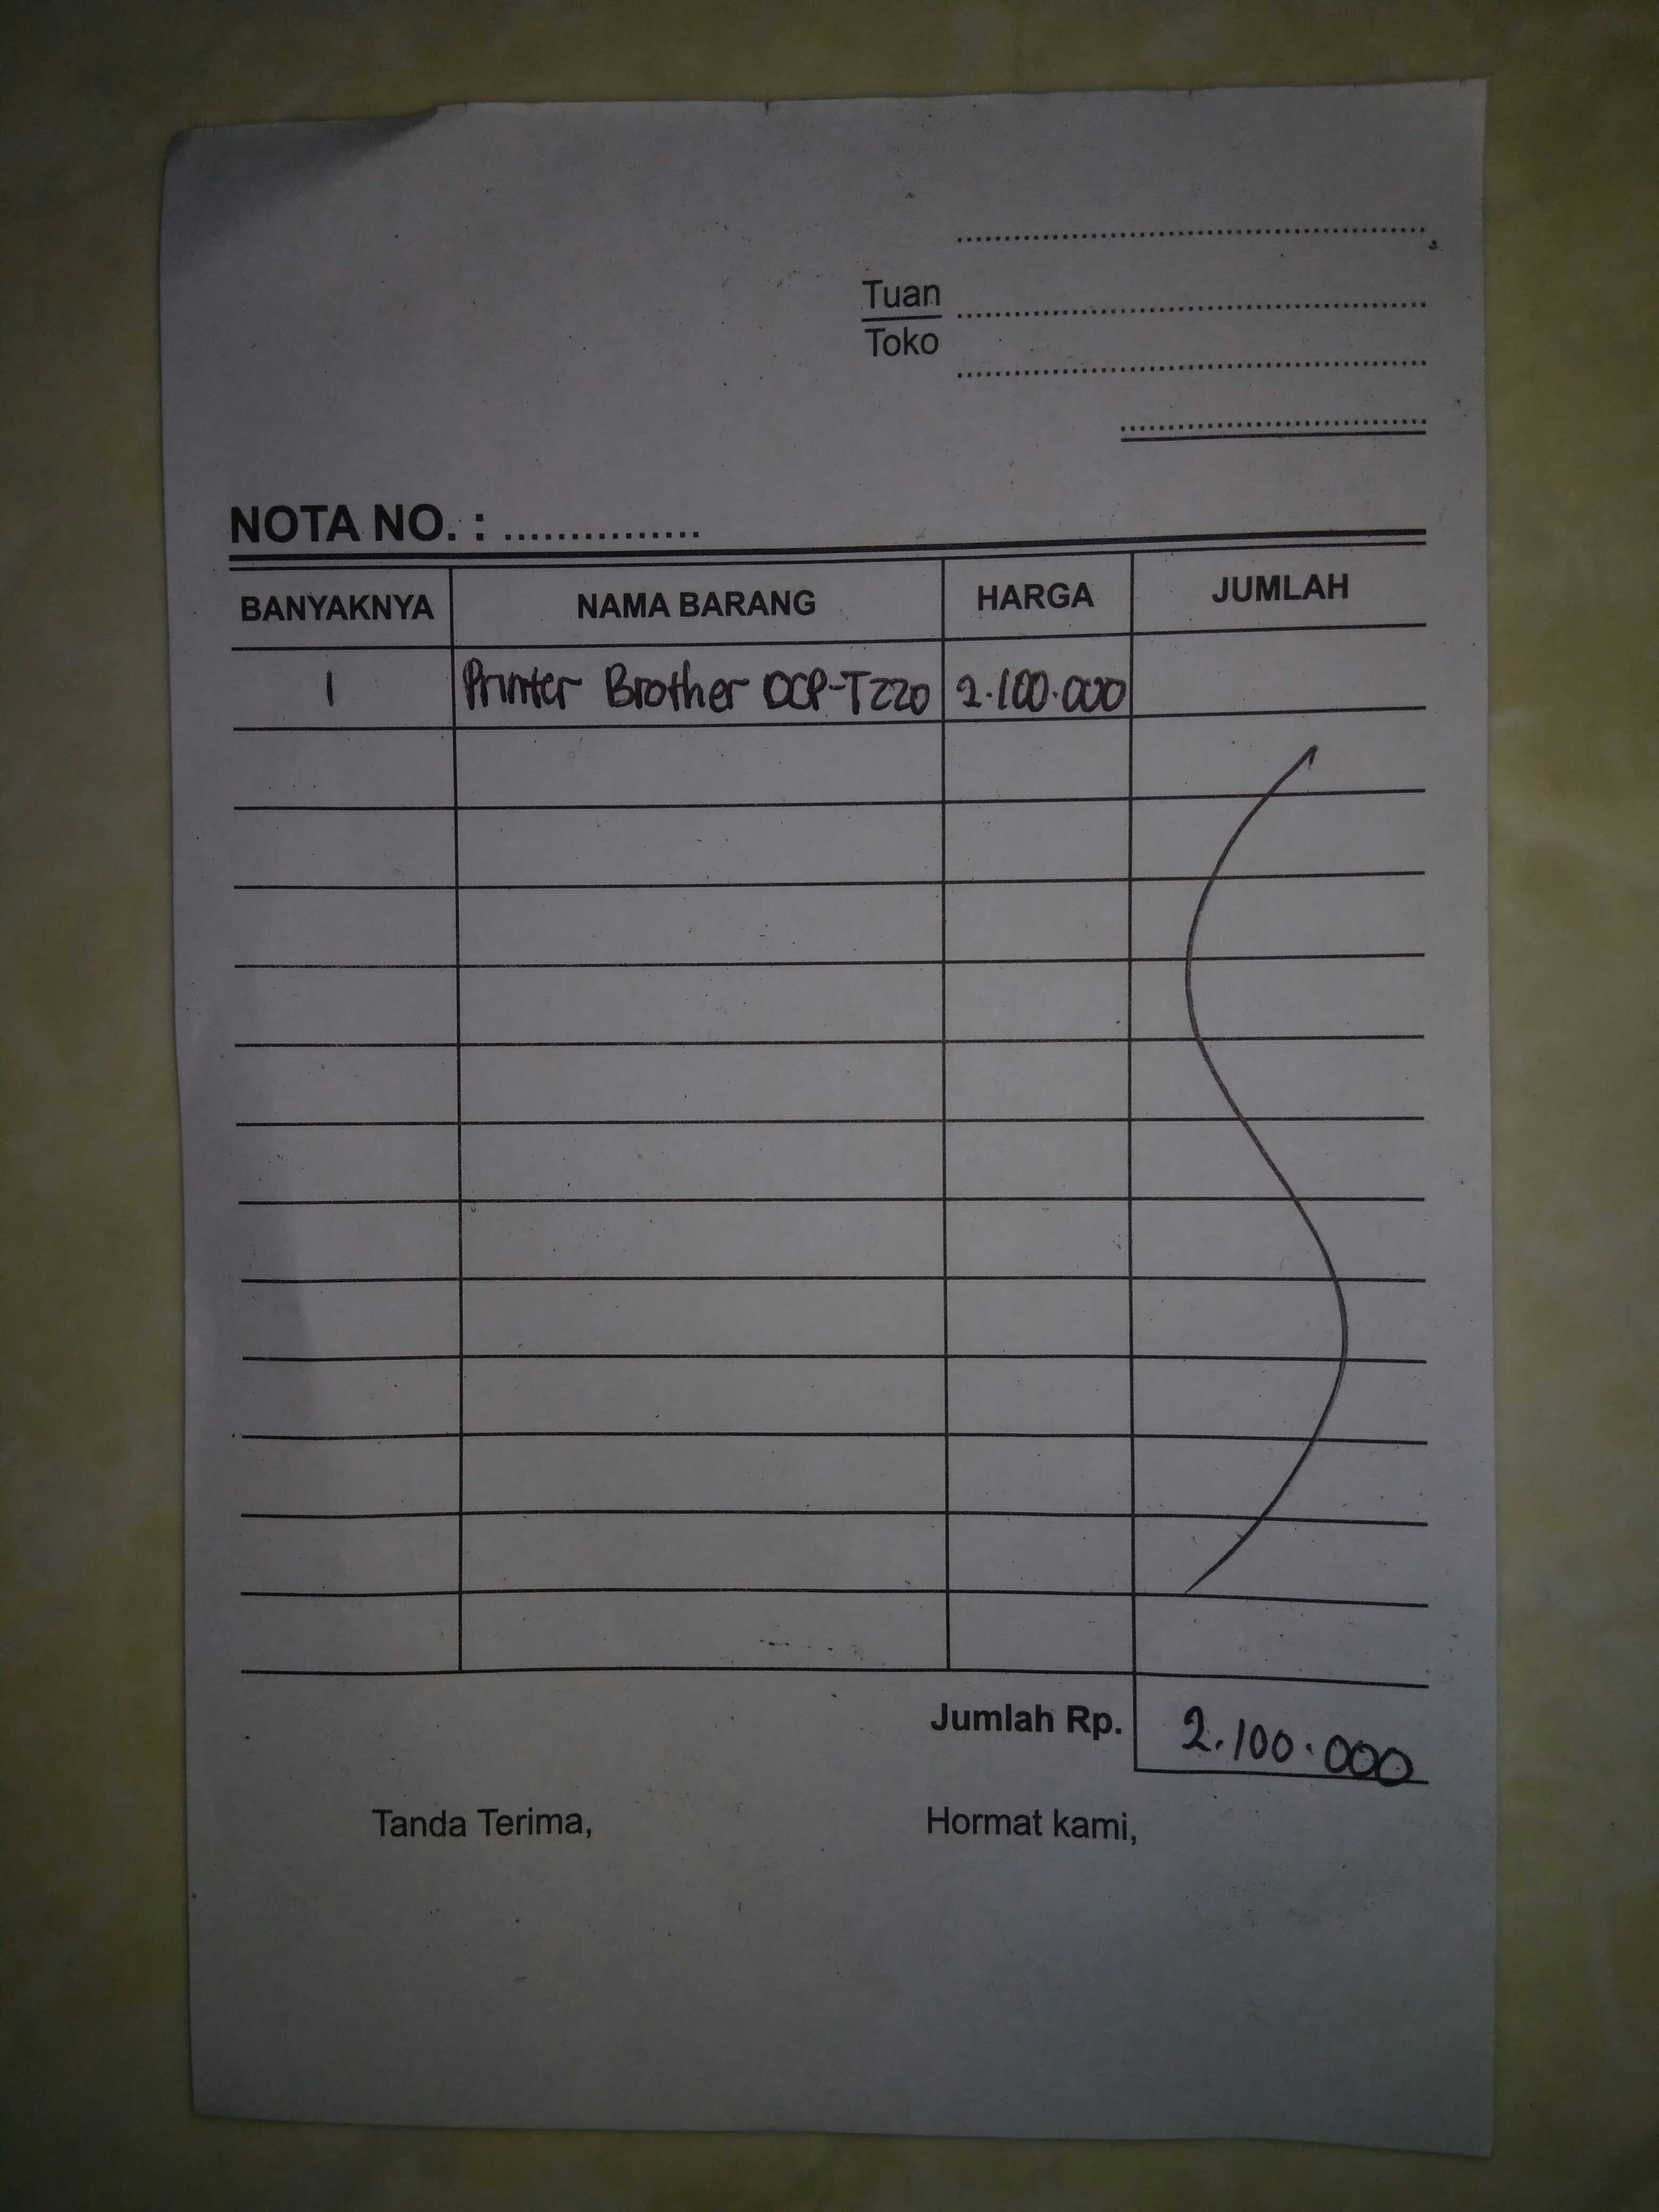 Tuan
Toko
NOTA NO. : ...............
BANYAKNYA NAMA BARANG HARGA JUMLAH
1 Printer Brother DCP-T220 2.100.000
Jumlah Rp. 2.100.000
Tanda Terima, Hormat kami,